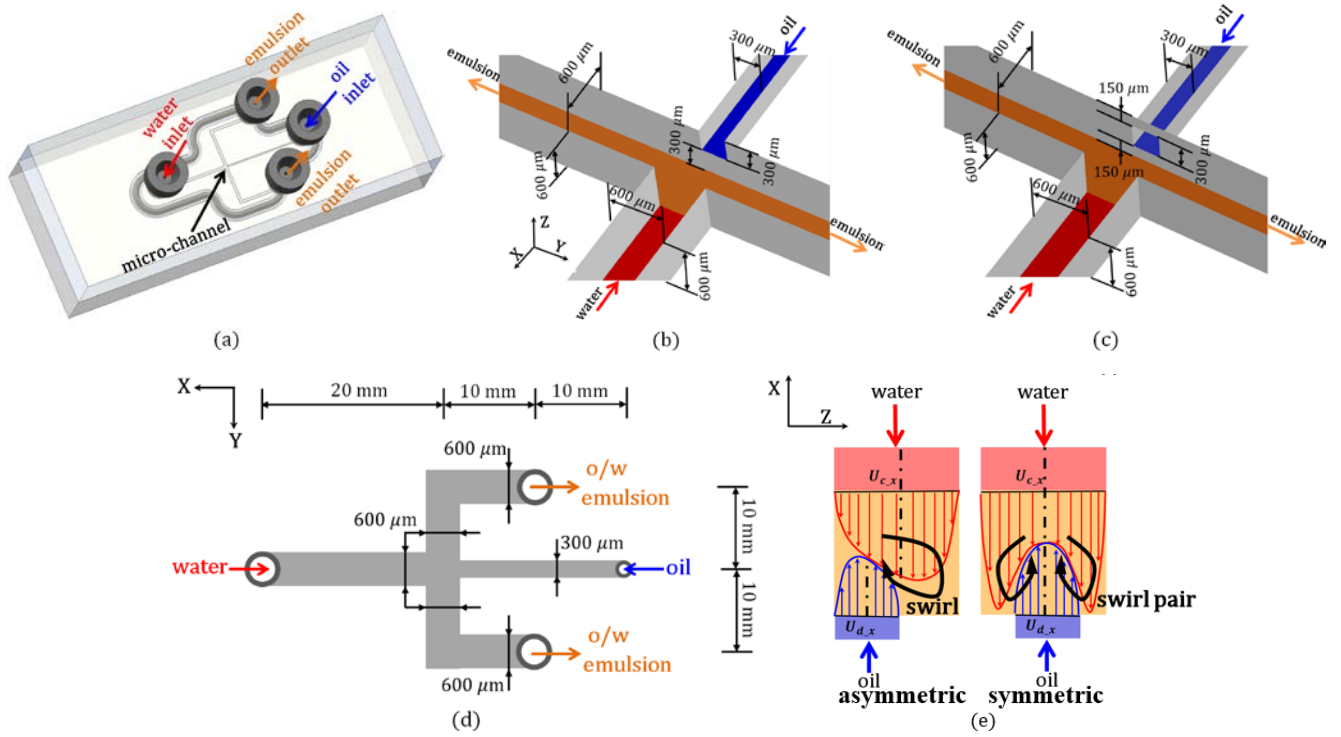 emulsion
outlet
oil
inlet
water
inlet
emulsion
outlet
micro-channel
(a)
oil
300 μm
600 μm
emulsion
300 μm
300 μm
600 μm
600 μm
emulsion
Z
X
Y
600 μm
water
(b)
oil
300 μm
600 μm
emulsion
150 μm
600 μm
150 μm
300 μm
600 μm
emulsion
600 μm
water
(c)
X
Y
20 mm
10 mm
10 mm
600 μm
o/w
emulsion
600 μm
10 mm
300 μm
water
oil
10 mm
o/w
emulsion
600 μm
(d)
X
Z
water
water
U_c_x
U_c_x
swirl
swirl pair
U_d_x
U_d_x
oil
oil
asymmetric
symmetric
(e)